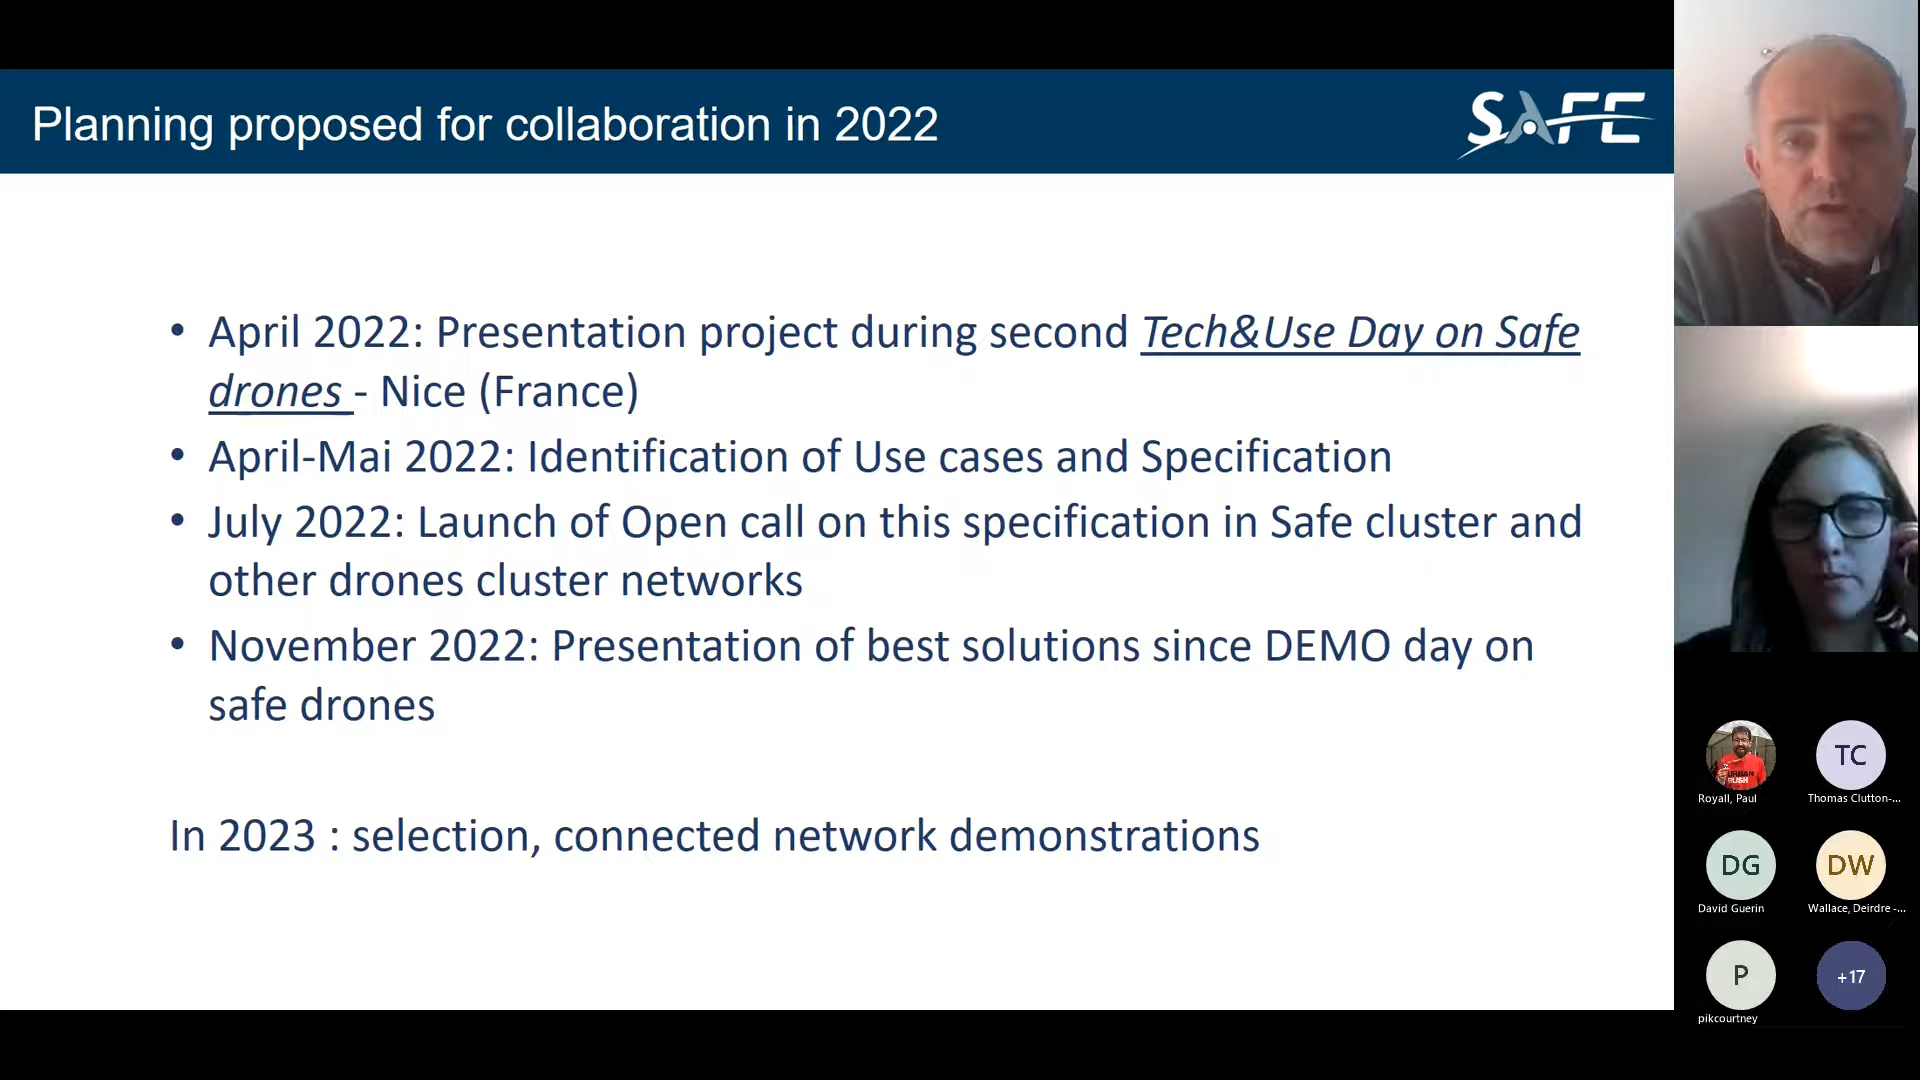 Planning proposed for collaboration in 2022
SAFE
• April 2022: Presentation project during second Tech&Use Day on Safe
drones - Nice (France)
• April-Mai 2022: Identification of Use cases and Specification
• July 2022: Launch of Open call on this specification in Safe cluster and
other drones cluster networks
• November 2022: Presentation of best solutions since DEMO day on
safe drones
In 2023 : selection, connected network demonstrations
URBAN
RUSH
Royall, Paul
TC
Thomas Clutton-...
DG
David Guerin
DW
Wallace, Deirdre -...
P
pikcourtney
+17